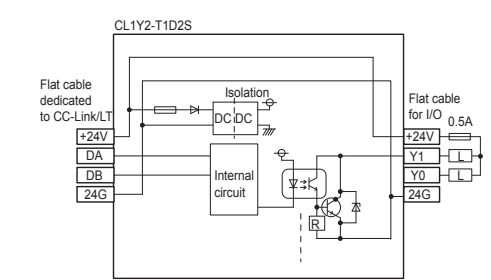 CL1Y2-T1D2S
Flat cable
dedicated
to CC-Link/LT
+24V
DA
DB
24G
Isolation
DC DC
Internal
circuit
R
Flat cable
for I/O
0.5A
+24V
Y1
L
Y0
L
24G